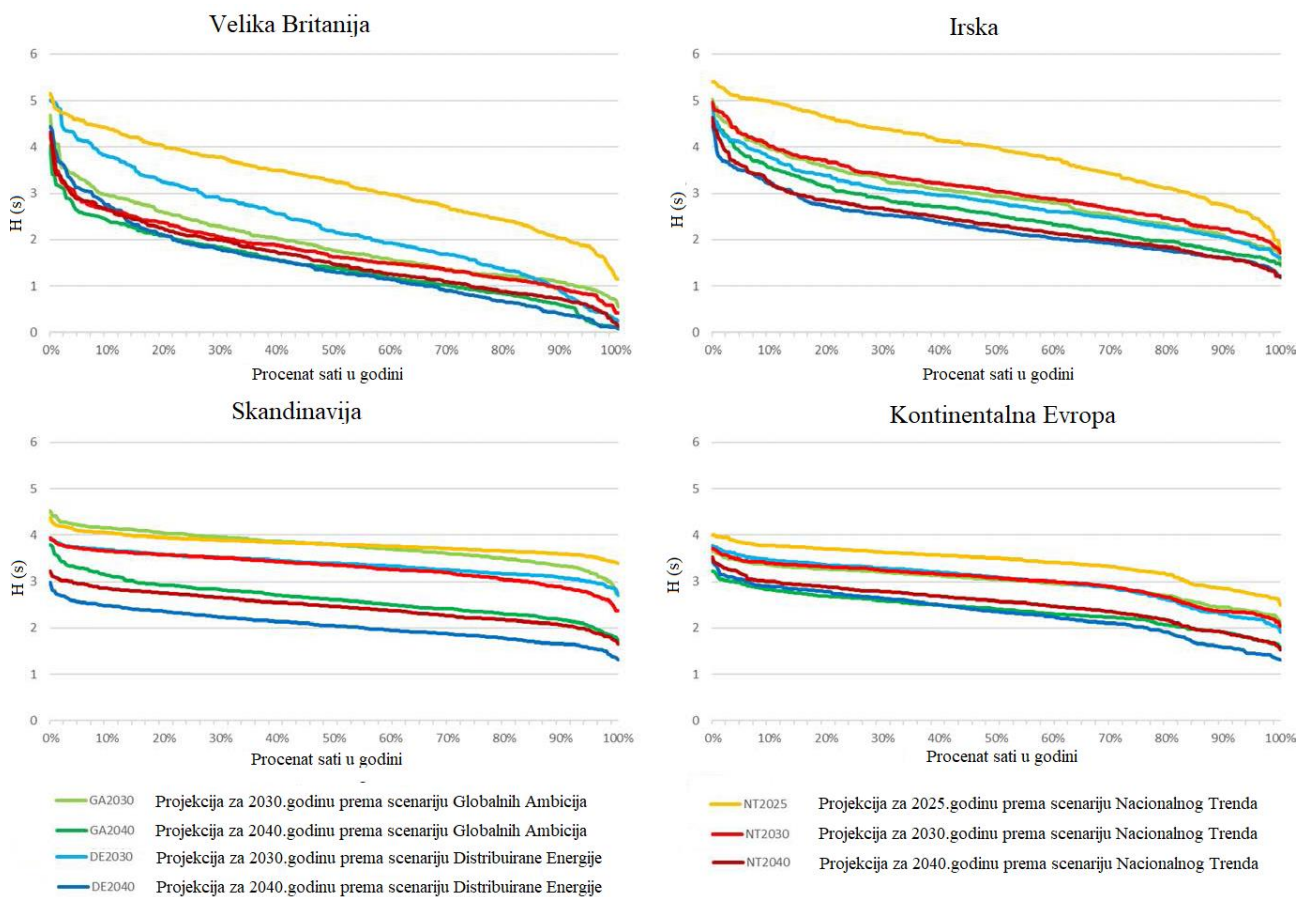 Velika Britanija
H (s)
6
5
4
3
2
1
0
0% 10% 20% 30% 40% 50% 60% 70% 80% 90% 100%
Procenat sati u godini
Irska
H (s)
6
5
4
3
2
1
0
0% 10% 20% 30% 40% 50% 60% 70% 80% 90% 100%
Procenat sati u godini
Skandinavija
H (s)
6
5
4
3
2
1
0
0% 10% 20% 30% 40% 50% 60% 70% 80% 90% 100%
Procenat sati u godini
Kontinentalna Evropa
H (s)
6
5
4
3
2
1
0
0% 10% 20% 30% 40% 50% 60% 70% 80% 90% 100%
Procenat sati u godini
GA2030 Projekcija za 2030.godinu prema scenariju Globalnih Ambicija
GA2040 Projekcija za 2040.godinu prema scenariju Globalnih Ambicija
DE2030 Projekcija za 2030.godinu prema scenariju Distribuirane Energije
DE2040 Projekcija za 2040.godinu prema scenariju Distribuirane Energije
NT2025 Projekcija za 2025.godinu prema scenariju Nacionalnog Trenda
NT2030 Projekcija za 2030.godinu prema scenariju Nacionalnog Trenda
NT2040 Projekcija za 2040.godinu prema scenariju Nacionalnog Trenda